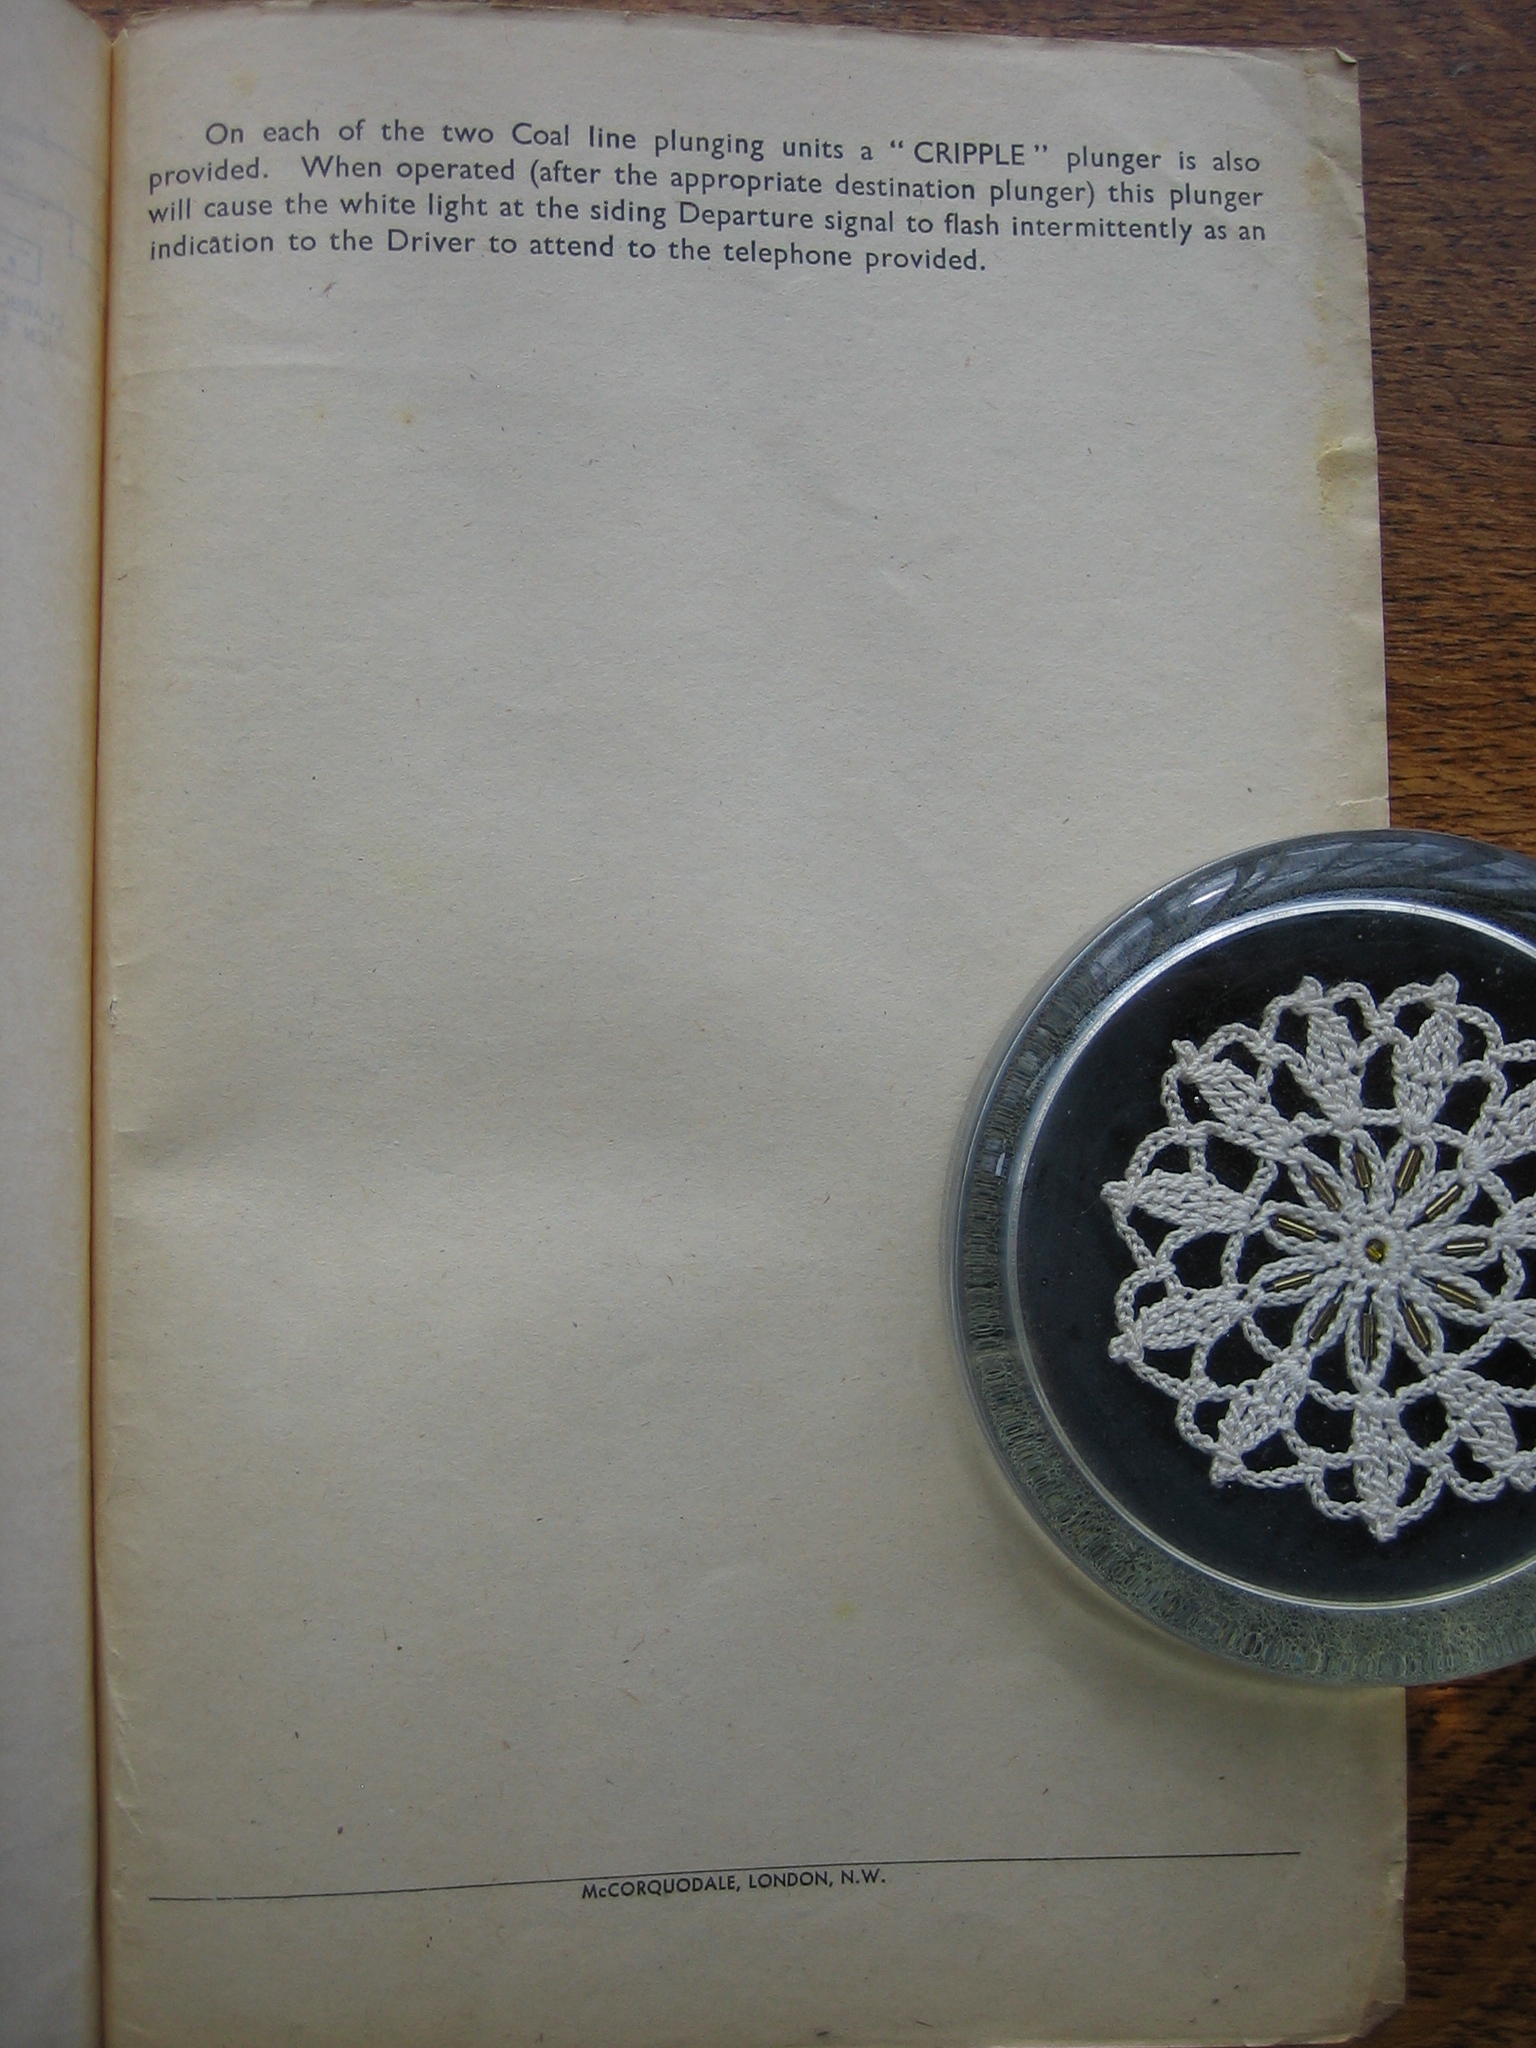 On each of the two Coal line plunging units a “ CRIPPLE ” plunger is also
provided. When operated (after the appropriate destination plunger) this plunger
will cause the white light at the siding Departure signal to flash intermittently as an
indication to the Driver to attend to the telephone provided.
McCORQUODALE, LONDON, N.W.